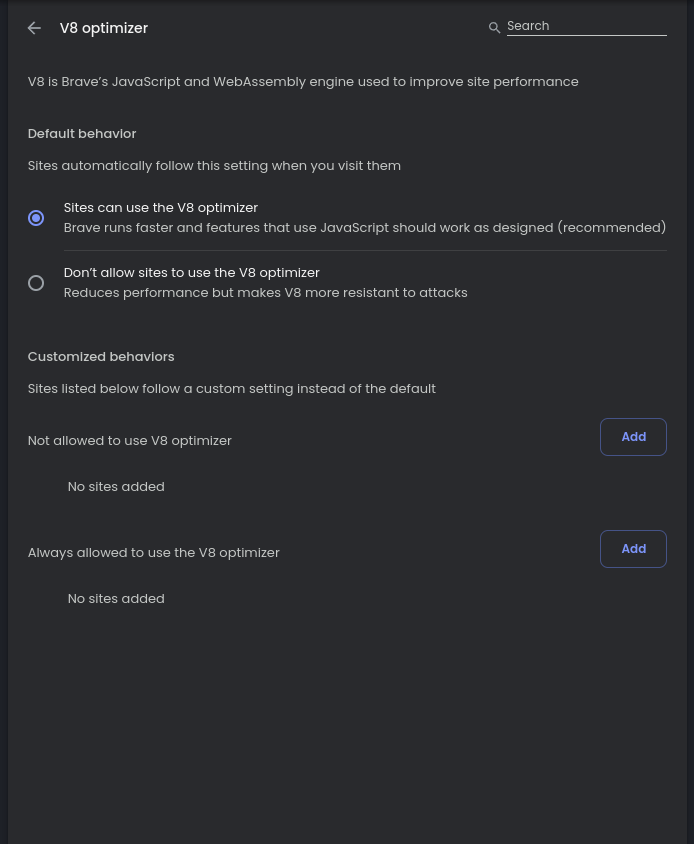 V8 optimizer
Search
V8 is Brave’s JavaScript and WebAssembly engine used to improve site performance
Default behavior
Sites automatically follow this setting when you visit them
Sites can use the V8 optimizer
Brave runs faster and features that use JavaScript should work as designed (recommended)
Don’t allow sites to use the V8 optimizer
Reduces performance but makes V8 more resistant to attacks
Customized behaviors
Sites listed below follow a custom setting instead of the default
Not allowed to use V8 optimizer
Add
No sites added
Always allowed to use the V8 optimizer
Add
No sites added